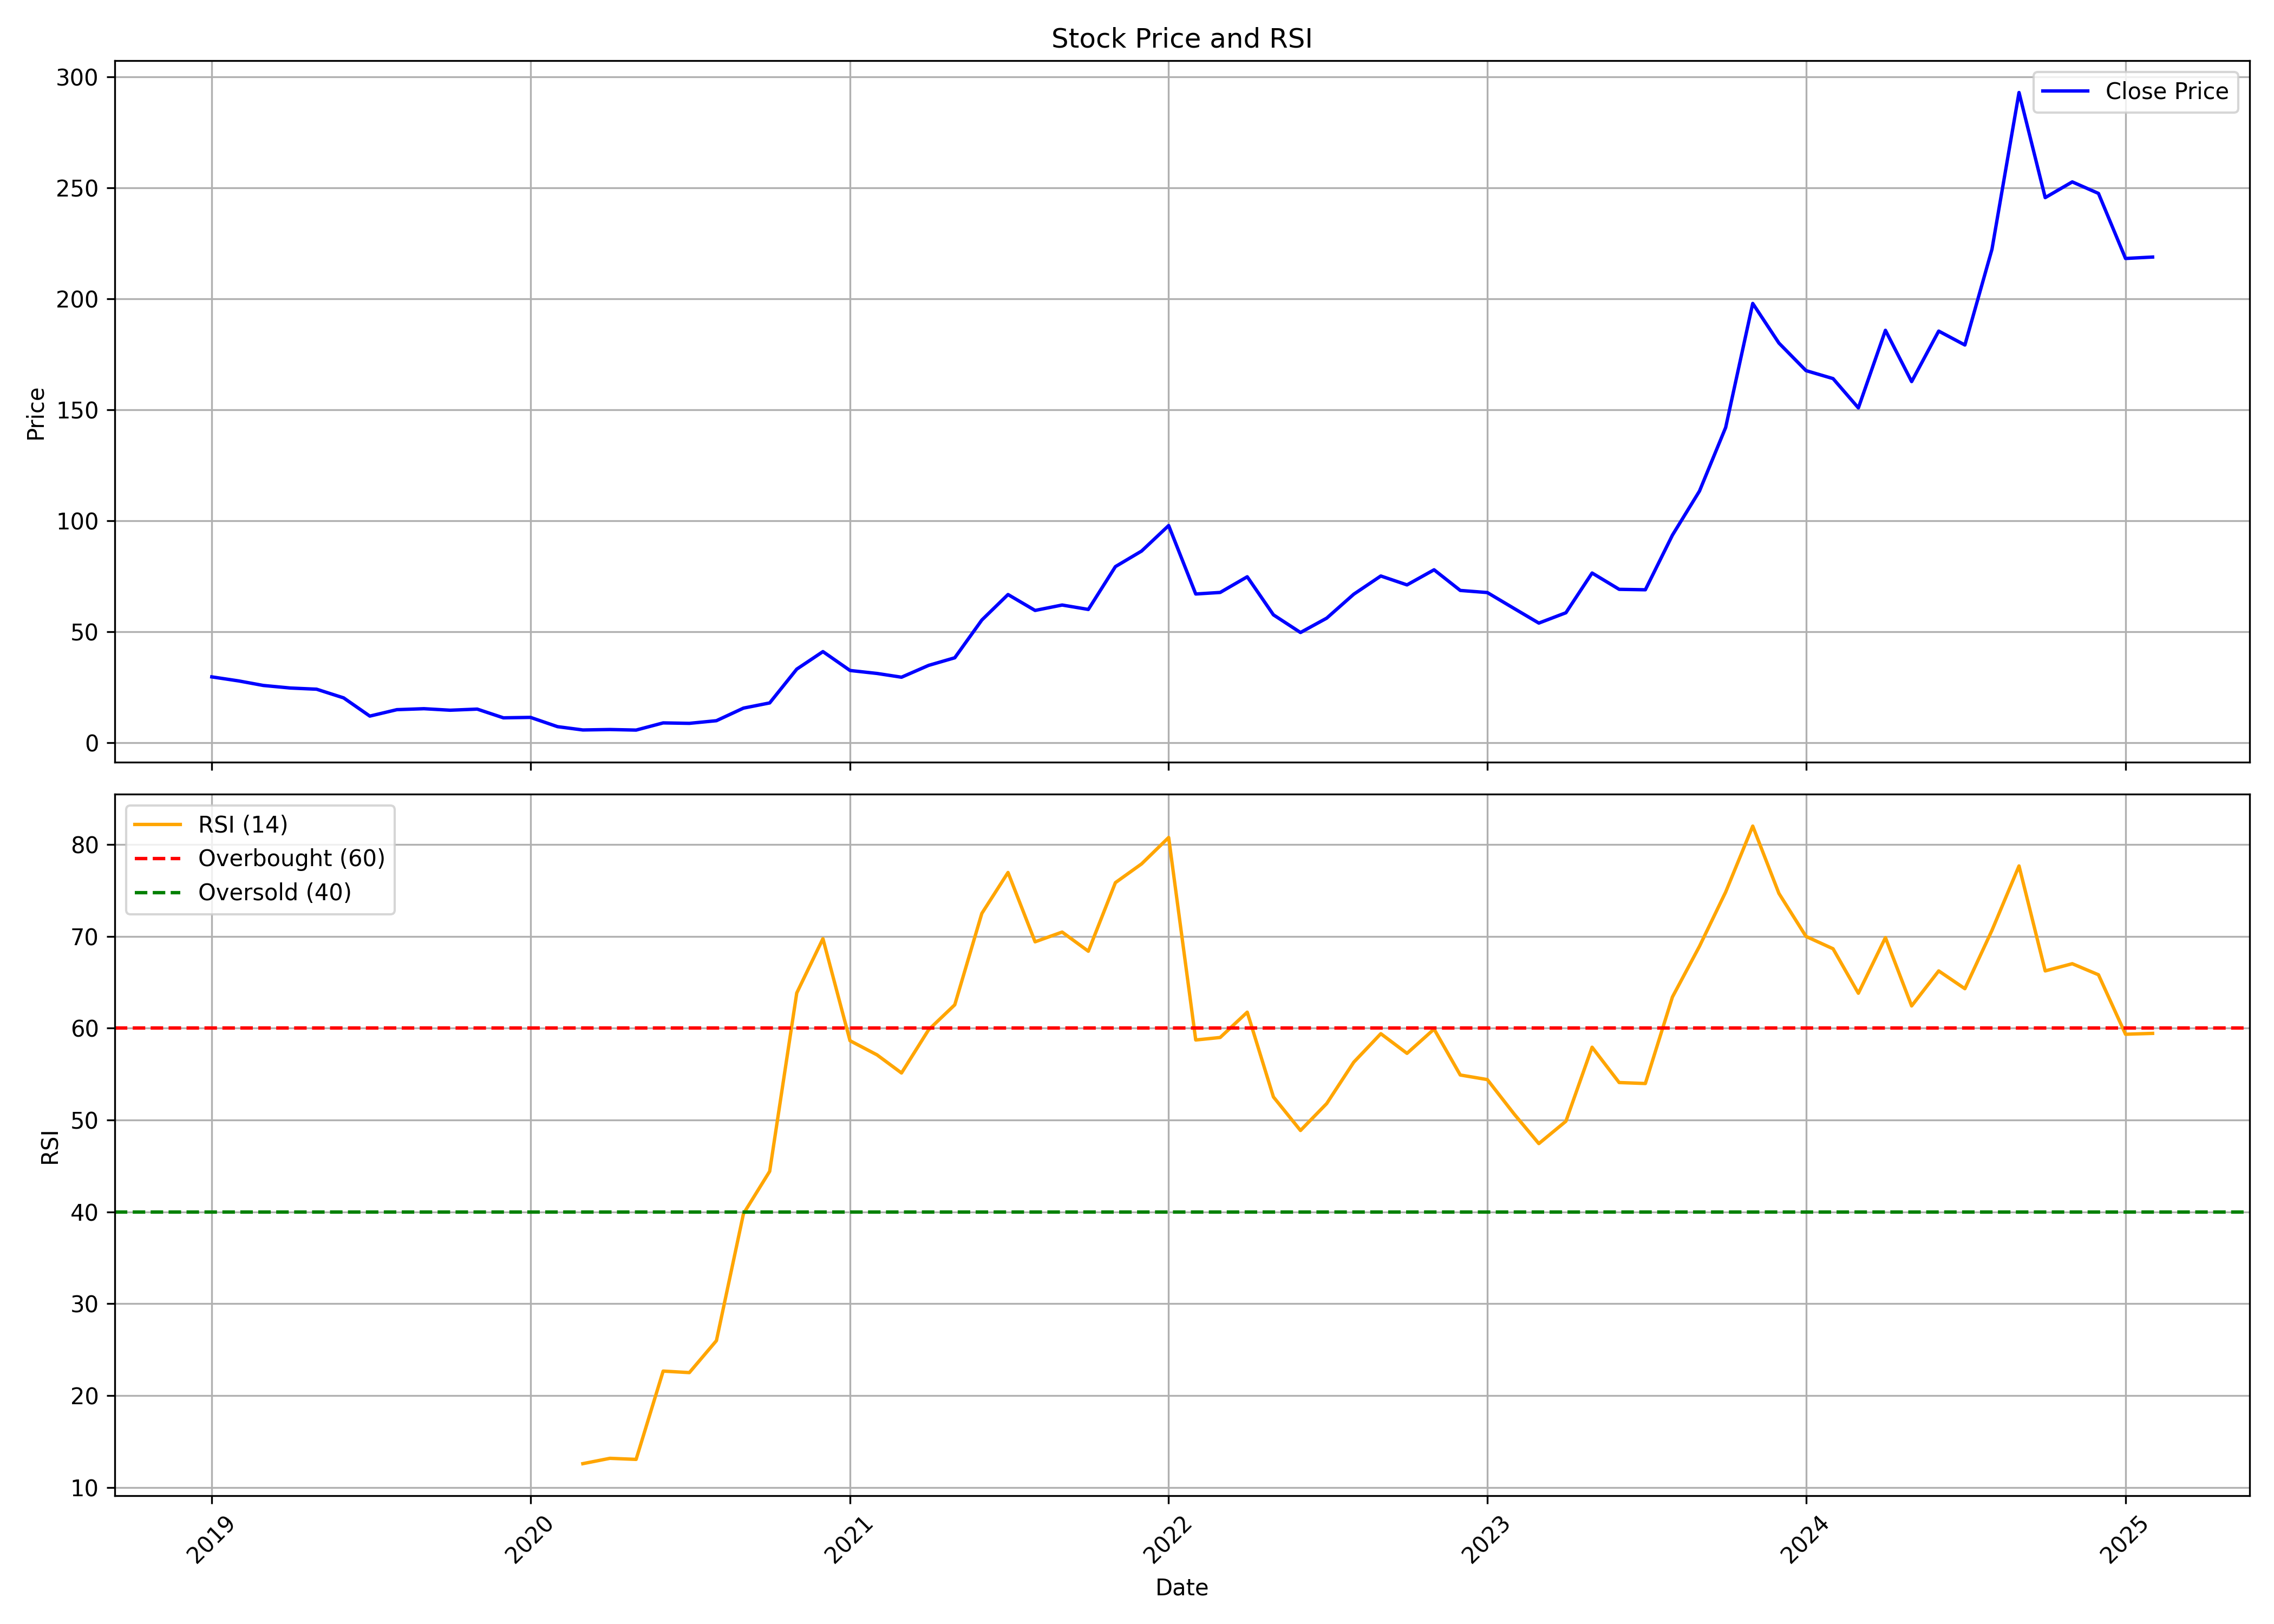 Stock Price and RSI
300
250
200
150
100
50
0
Price
Close Price
80
70
60
50
40
30
20
10
RSI
RSI (14)
Overbought (60)
Oversold (40)
2019
2020
2021
2022
2023
2024
2025
Date